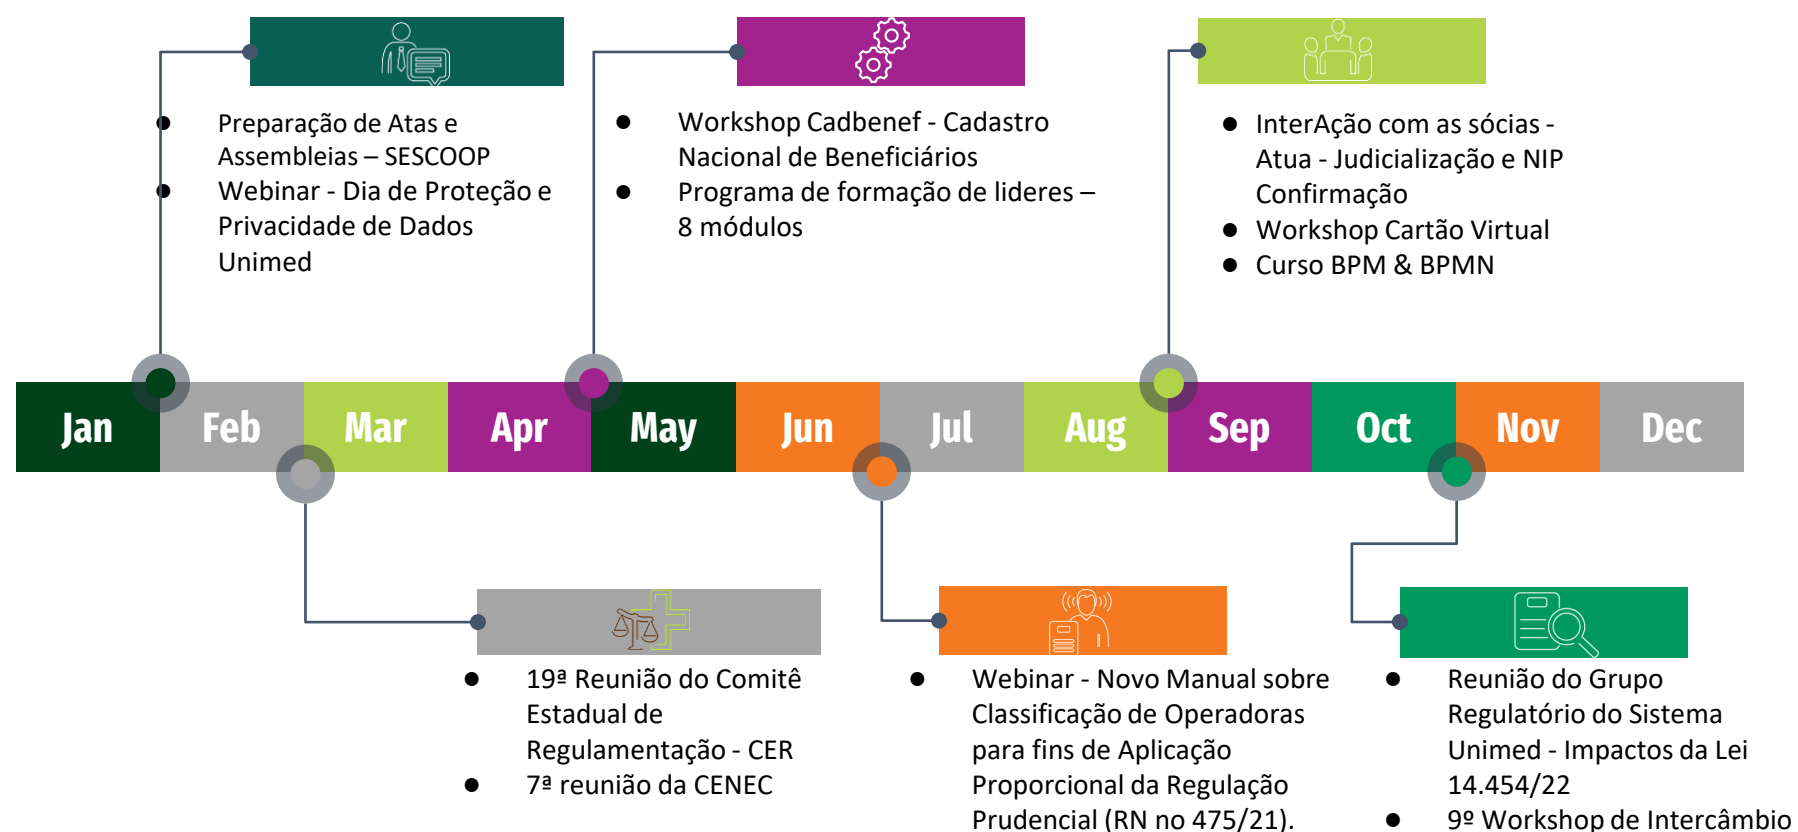 Preparação de Atas e
Assembleias – SESCOOP
Webinar - Dia de Proteção e
Privacidade de Dados
Unimed
Workshop Cadbenef - Cadastro
Nacional de Beneficiários
Programa de formação de lideres –
8 módulos
InterAção com as sócias -
Atua - Judicialização e NIP
Confirmação
Workshop Cartão Virtual
Curso BPM & BPMN
Jan Feb Mar Apr May Jun Jul Aug Sep Oct Nov Dec
19ª Reunião do Comitê
Estadual de
Regulamentação - CER
7ª reunião da CENEC
Webinar - Novo Manual sobre
Classificação de Operadoras
para fins de Aplicação
Proporcional da Regulação
Prudencial (RN no 475/21).
Reunião do Grupo
Regulatório do Sistema
Unimed - Impactos da Lei
14.454/22
9º Workshop de Intercâmbio